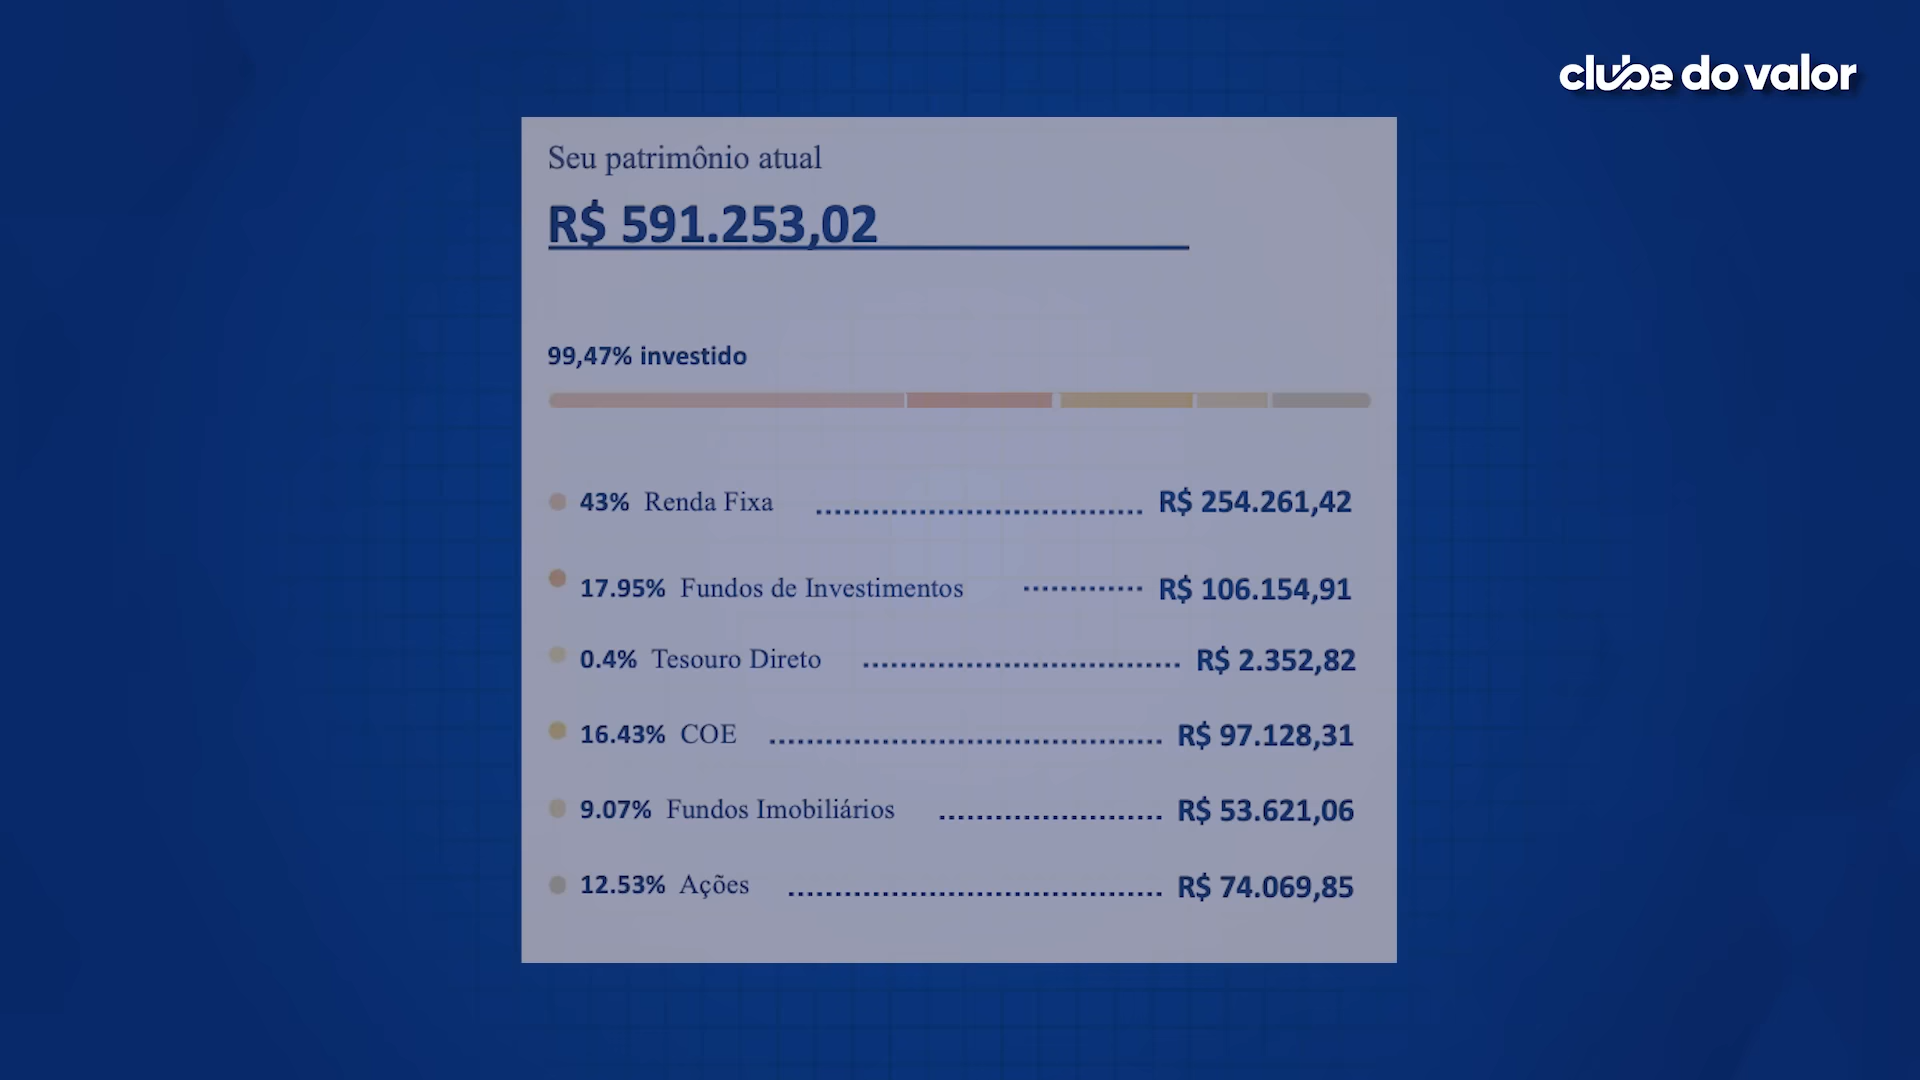 clube do valor
Seu patrimônio atual
R$ 591.253,02
99,47% investido
43% Renda Fixa R$ 254.261,42
17.95% Fundos de Investimentos R$ 106.154,91
0.4% Tesouro Direto R$ 2.352,82
16.43% COE R$ 97.128,31
9.07% Fundos Imobiliários R$ 53.621,06
12.53% Ações R$ 74.069,85